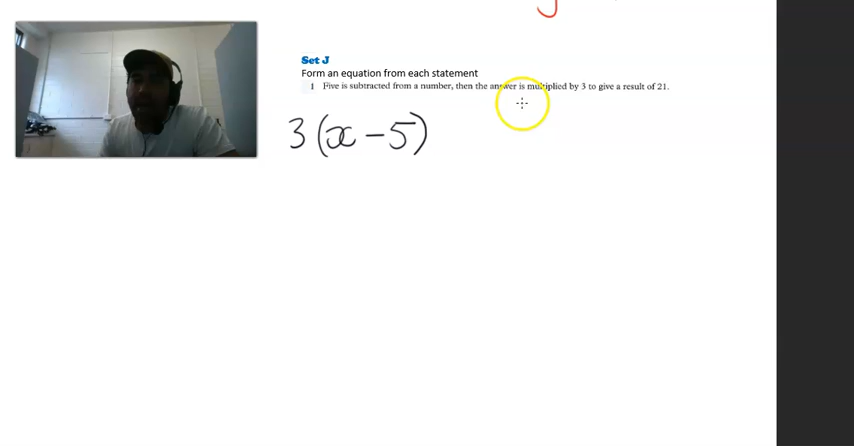 Set J
Form an equation from each statement
1 Five is subtracted from a number, then the answer is multiplied by 3 to give a result of 21.
3(x-5)